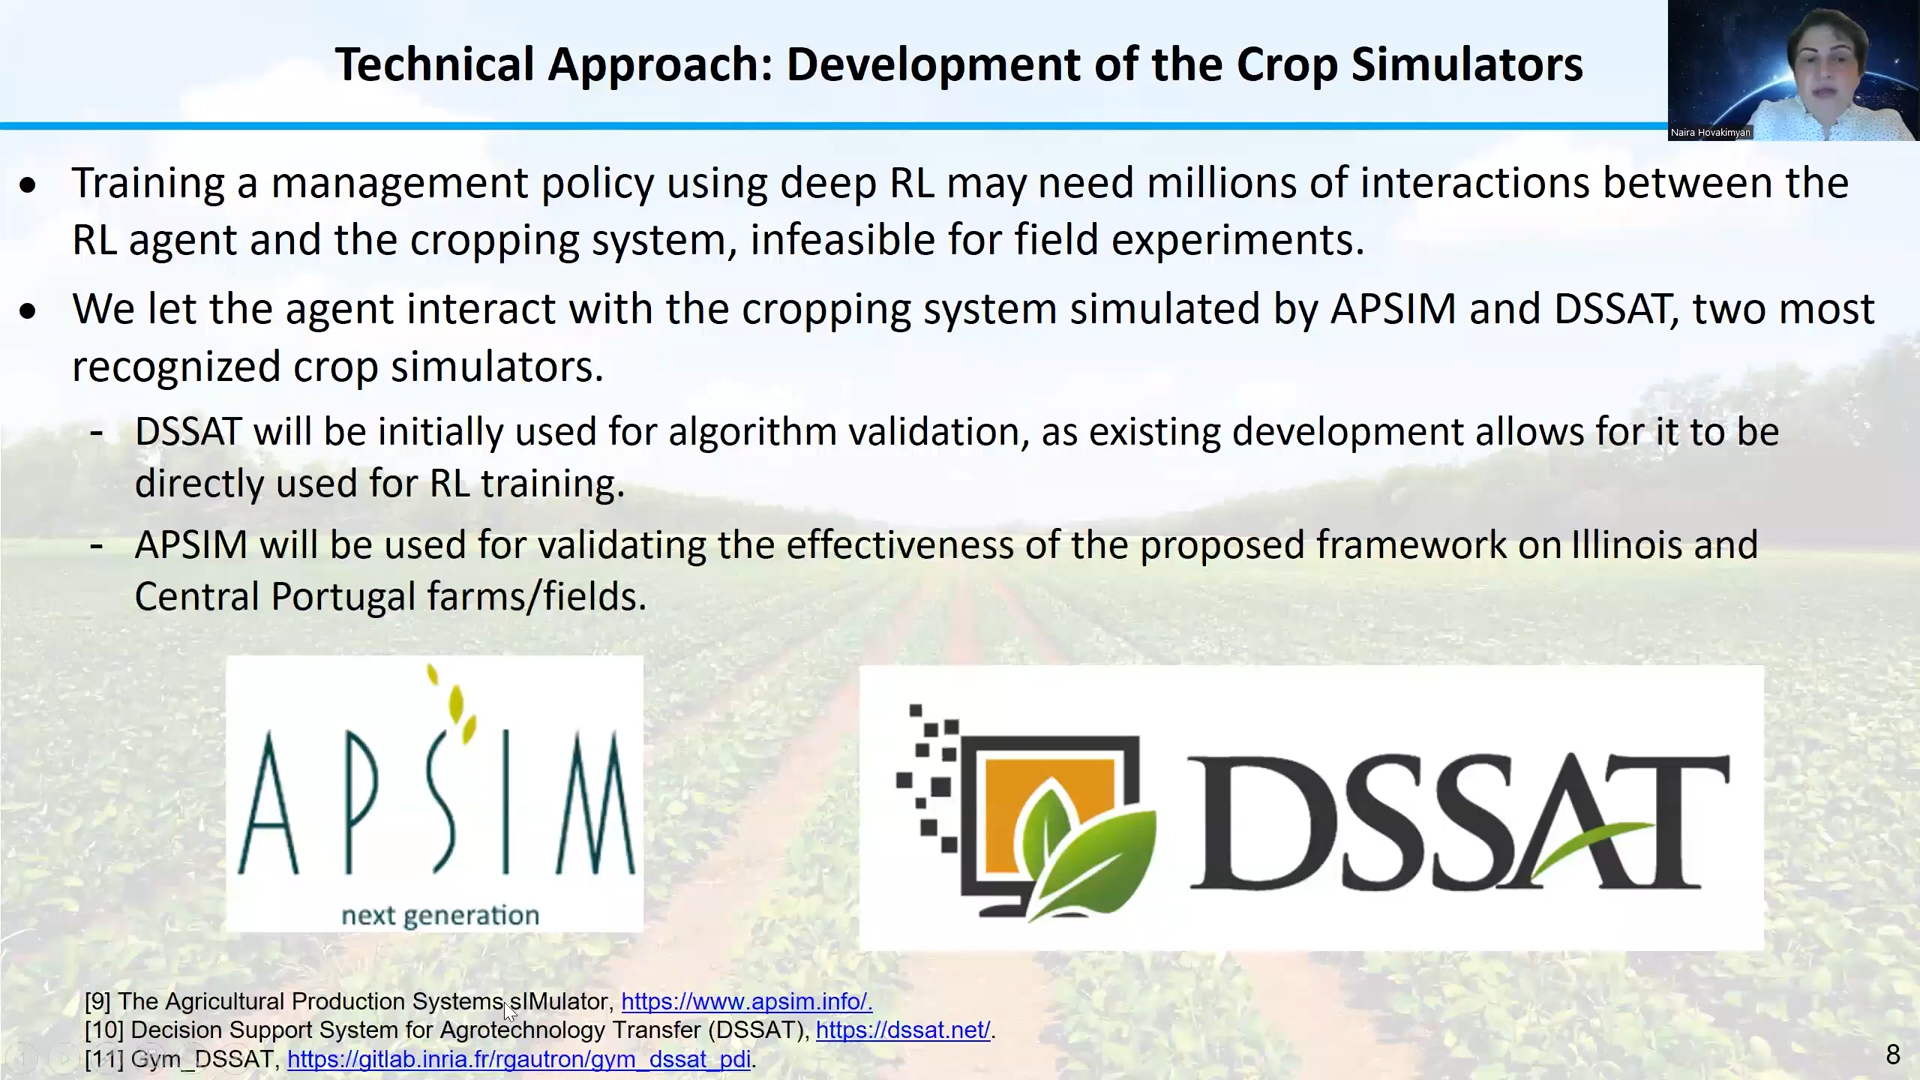 Technical Approach: Development of the Crop Simulators
Naira Hovakimyan
• Training a management policy using deep RL may need millions of interactions between the
RL agent and the cropping system, infeasible for field experiments.
• We let the agent interact with the cropping system simulated by APSIM and DSSAT, two most
recognized crop simulators.
- DSSAT will be initially used for algorithm validation, as existing development allows for it to be
directly used for RL training.
- APSIM will be used for validating the effectiveness of the proposed framework on Illinois and
Central Portugal farms/fields.
APSIM
next generation
DSSAT
[9] The Agricultural Production Systems sIMulator, https://www.apsim.info/.
[10] Decision Support System for Agrotechnology Transfer (DSSAT), https://dssat.net/.
[11] Gym_DSSAT, https://gitlab.inria.fr/rgautron/gym_dssat_pdi.
8